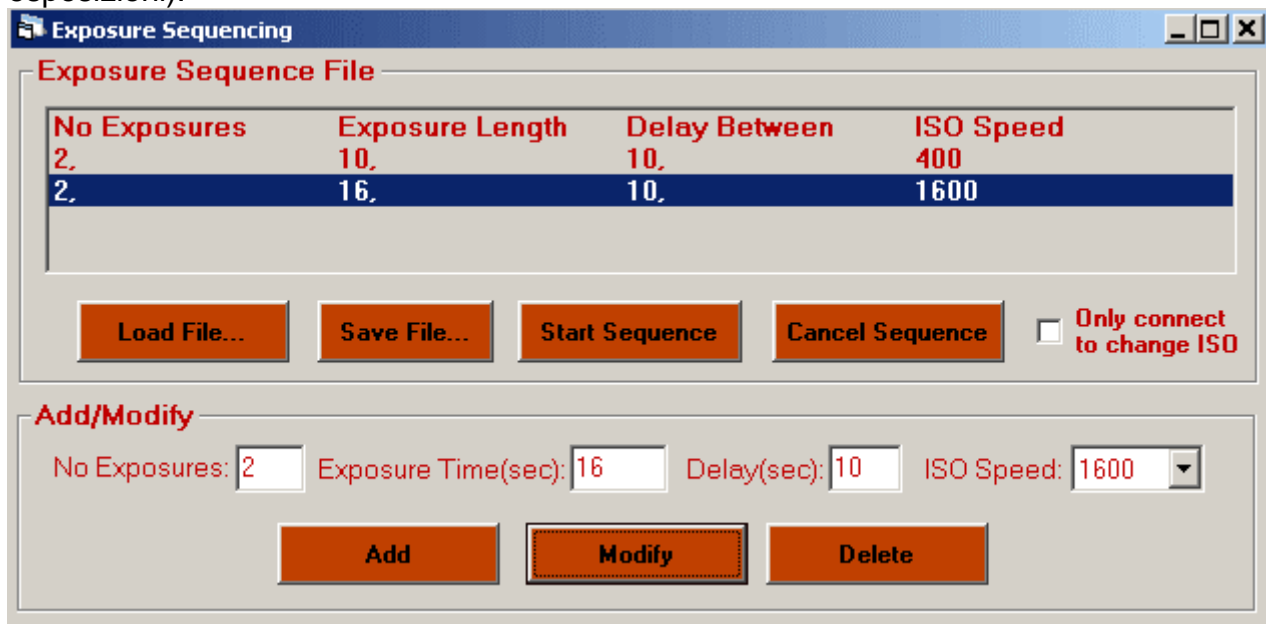 esposizioni).
Exposure Sequencing
Exposure Sequence File
No Exposures Exposure Length Delay Between ISO Speed
2, 10, 10, 400
2, 16, 10, 1600
Load File... Save File... Start Sequence Cancel Sequence Only connect
to change ISO
Add/Modify
No Exposures: 2 Exposure Time(sec): 16 Delay(sec): 10 ISO Speed: 1600
Add Modify Delete